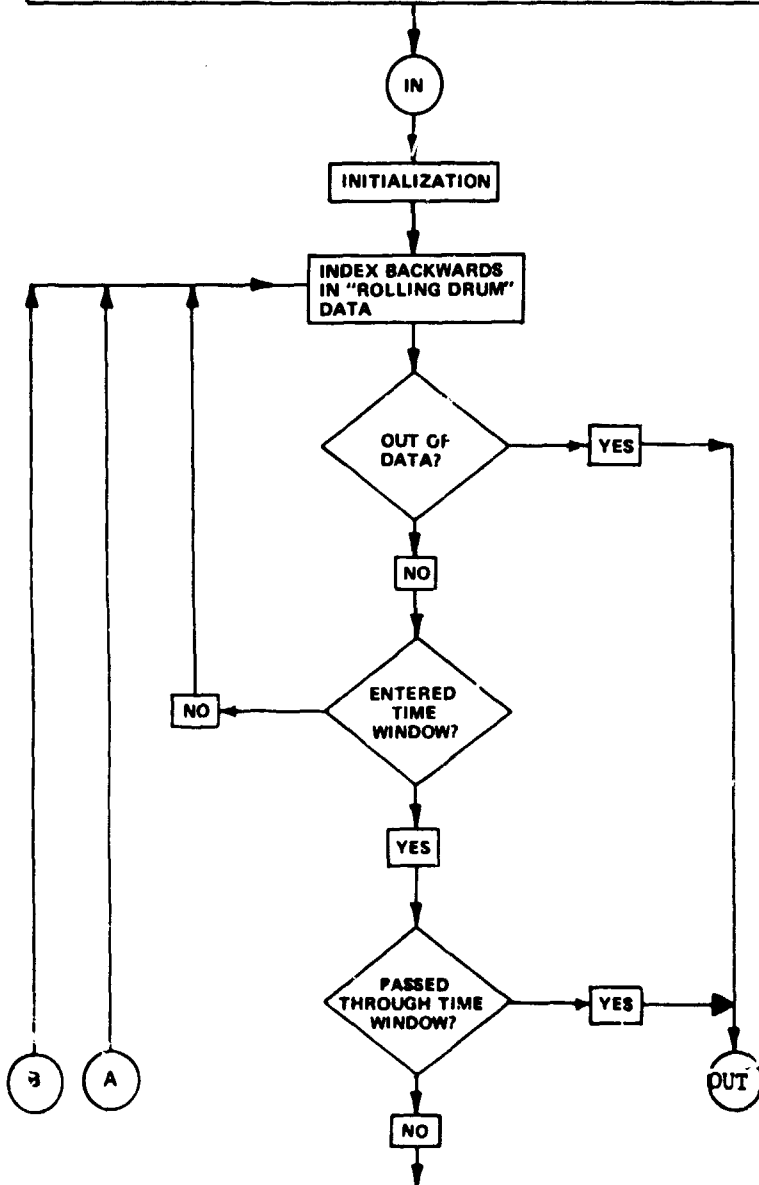 IN
INITIALIZATION
INDEX BACKWARDS
IN "ROLLING DRUM"
DATA
OUT OF
DATA?
YES
NO
ENTERED
TIME
WINDOW?
NO
YES
PASSED
THROUGH TIME
WINDOW?
YES
B
A
OUT
NO